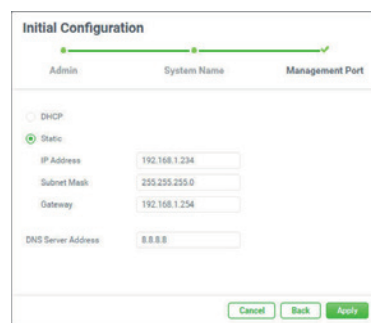 Initial Configuration
Admin System Name Management Port
DHCP
Static
IP Address 192.168.1.234
Subnet Mask 255.255.255.0
Gateway 192.168.1.254
DNS Server Address 8.8.8.8
Cancel Back Apply